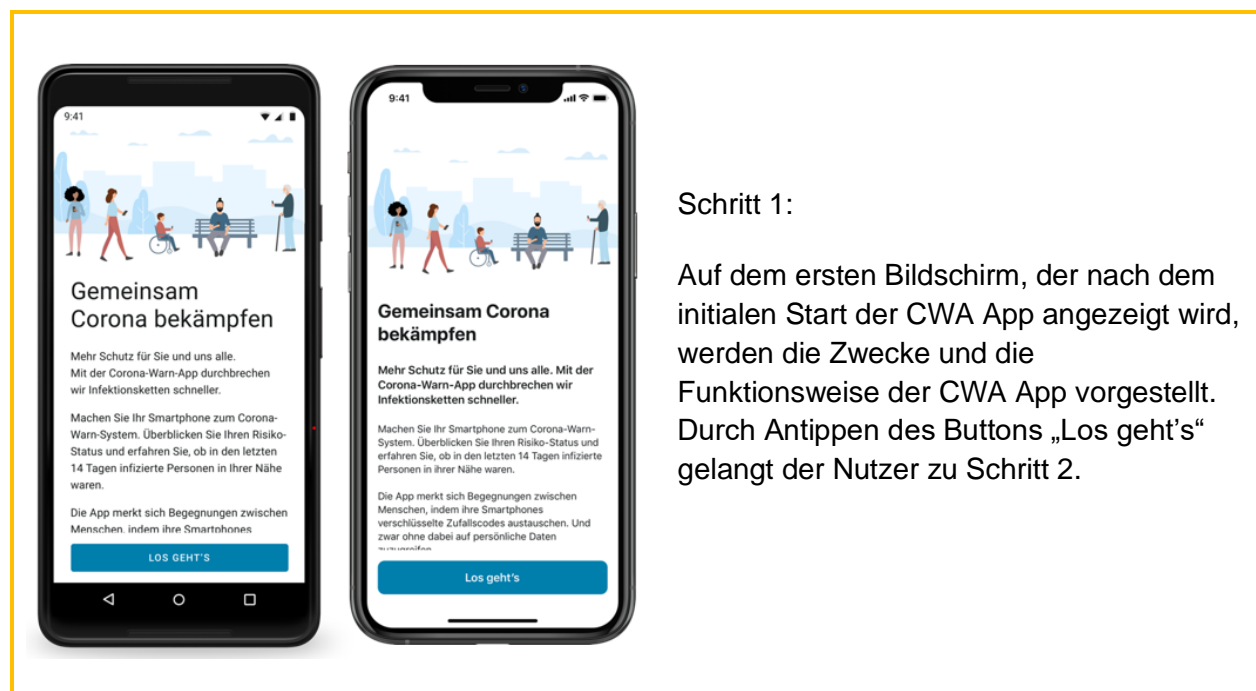 9:41
Gemeinsam
Corona bekämpfen
Mehr Schutz für Sie und uns alle.
Mit der Corona-Warn-App durchbrechen
wir Infektionsketten schneller.
Machen Sie Ihr Smartphone zum Corona-
Warn-System. Überblicken Sie Ihren Risiko-
Status und erfahren Sie, ob in den letzten
14 Tagen infizierte Personen in Ihrer Nähe
waren.
Die App merkt sich Begegnungen zwischen
Menschen, indem ihre Smartphones
LOS GEHT'S
9:41
Gemeinsam Corona
bekämpfen
Mehr Schutz für Sie und uns alle. Mit der
Corona-Warn-App durchbrechen wir
Infektionsketten schneller.
Machen Sie Ihr Smartphone zum Corona-Warn-
System. Überblicken Sie Ihren Risiko-Status und
erfahren Sie, ob in den letzten 14 Tagen infizierte
Personen in ihrer Nähe waren.
Die App merkt sich Begegnungen zwischen
Menschen, indem ihre Smartphones
verschlüsselte Zufallscodes austauschen. Und
zwar ohne dabei auf persönliche Daten
zuzugreifen
Los geht's
Schritt 1:
Auf dem ersten Bildschirm, der nach dem
initialen Start der CWA App angezeigt wird,
werden die Zwecke und die
Funktionsweise der CWA App vorgestellt.
Durch Antippen des Buttons „Los geht’s“
gelangt der Nutzer zu Schritt 2.